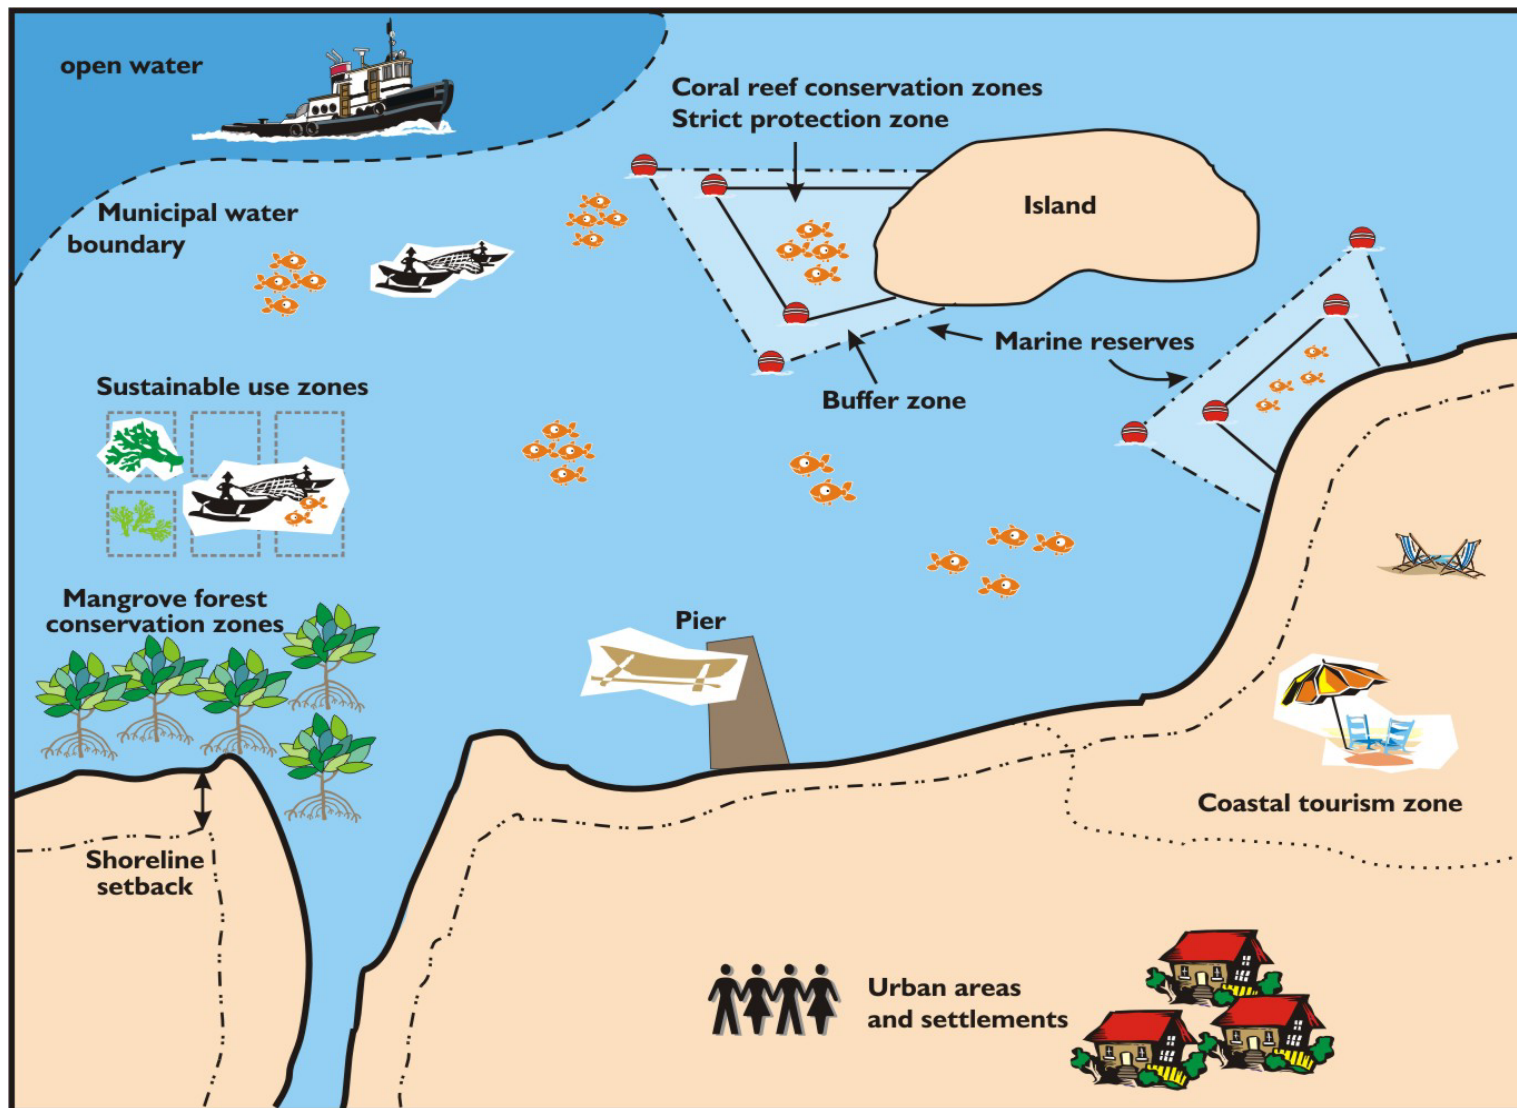 open water
Coral reef conservation zones
Strict protection zone
Municipal water
boundary
Island
Marine reserves
Buffer zone
Sustainable use zones
Mangrove forest
conservation zones
Pier
Coastal tourism zone
Shoreline
setback
Urban areas
and settlements